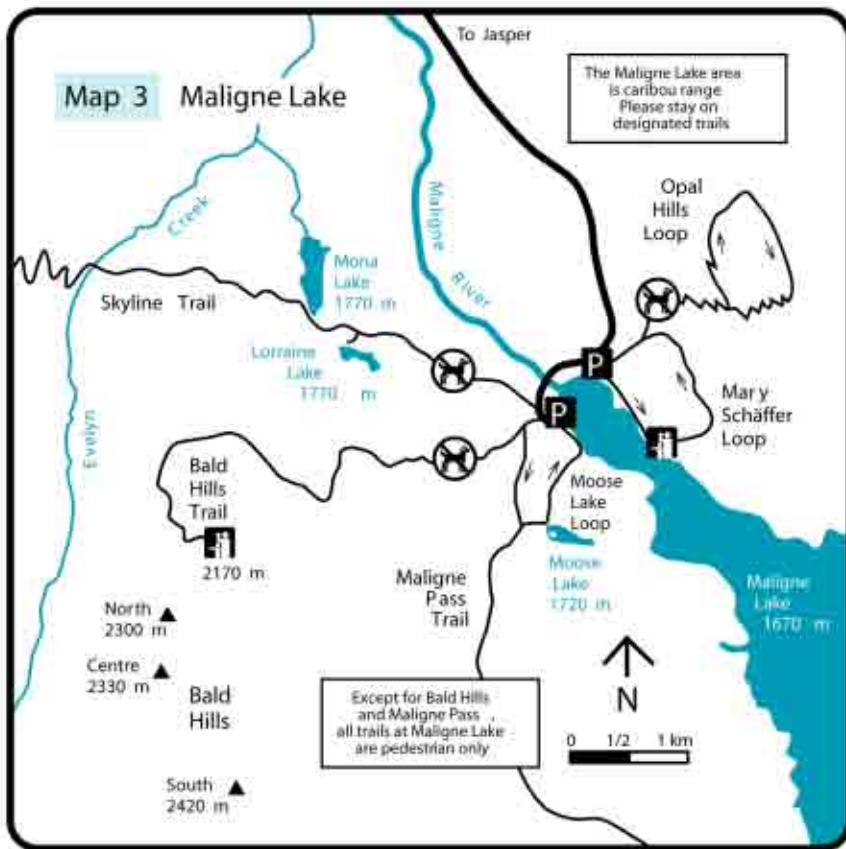 To Jasper
Map 3 Maligne Lake
The Maligne Lake area
is caribou range
Please stay on
designated trails
Opal
Hills
Loop
Maligne
River
Creek
Evelyn
Mona
Lake
1770 m
Skyline Trail
Lorraine
Lake
1770 m
P
P
Mary
Schäffer
Loop
Bald
Hills
Trail
2170 m
Moose
Lake
Loop
Moose
Lake
1720 m
Maligne
Pass
Trail
Maligne
Lake
1670 m
North
2300 m
Centre
2330 m
Bald
Hills
South
2420 m
Except for Bald Hills
and Maligne Pass ,
all trails at Maligne Lake
are pedestrian only
N
0 1/2 1 km